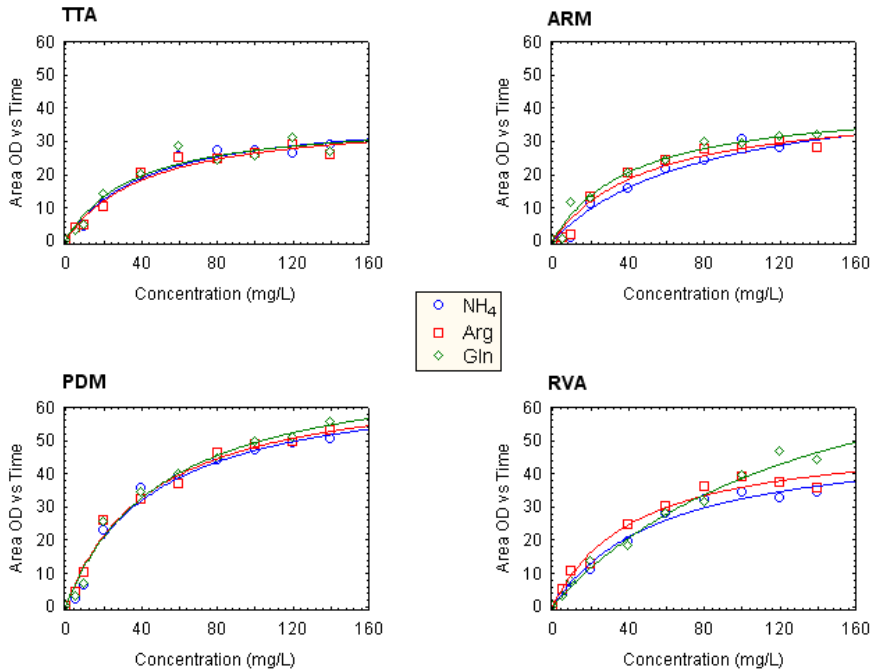 TTA
60
50
40
30
20
10
0
Area OD vs Time
0 40 80 120 160
Concentration (mg/L)
ARM
60
50
40
30
20
10
0
Area OD vs Time
0 40 80 120 160
Concentration (mg/L)
NH₄
Arg
Gln
PDM
60
50
40
30
20
10
0
Area OD vs Time
0 40 80 120 160
Concentration (mg/L)
RVA
60
50
40
30
20
10
0
Area OD vs Time
0 40 80 120 160
Concentration (mg/L)